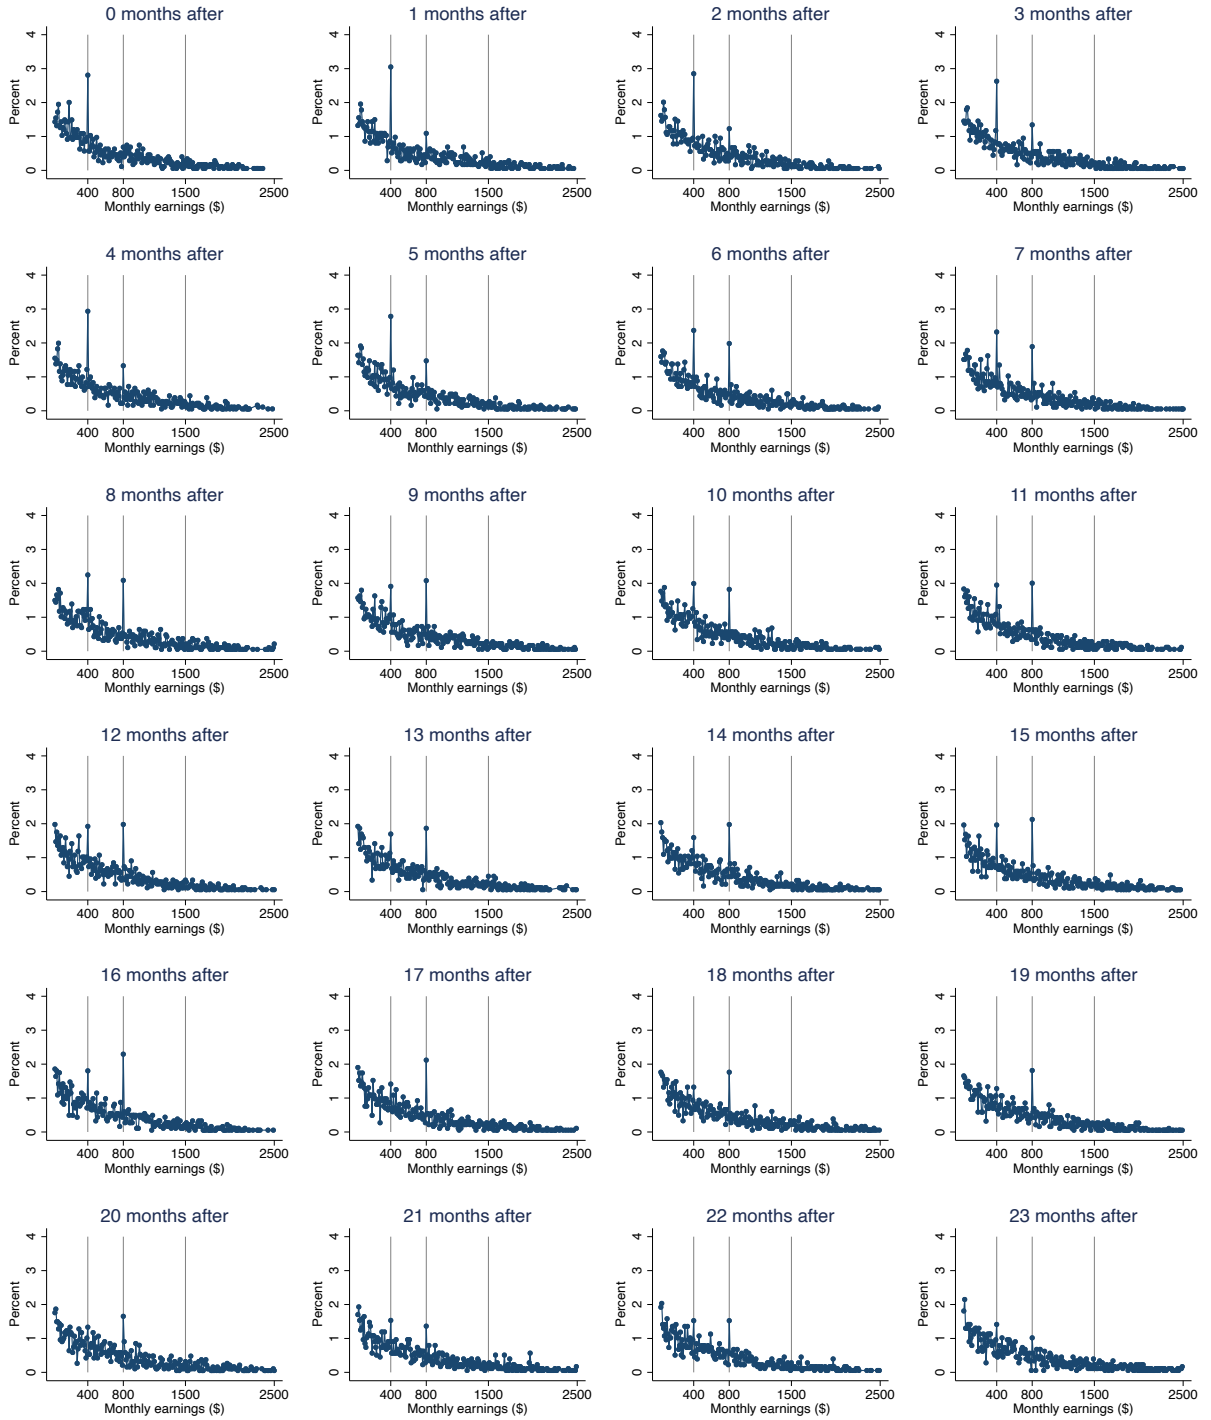 0 months after
1 months after
2 months after
3 months after
Percent
0 1 2 3 4
400 800 1500 2500
Monthly earnings ($)
Percent
0 1 2 3 4
400 800 1500 2500
Monthly earnings ($)
Percent
0 1 2 3 4
400 800 1500 2500
Monthly earnings ($)
Percent
0 1 2 3 4
400 800 1500 2500
Monthly earnings ($)
4 months after
5 months after
6 months after
7 months after
Percent
0 1 2 3 4
400 800 1500 2500
Monthly earnings ($)
Percent
0 1 2 3 4
400 800 1500 2500
Monthly earnings ($)
Percent
0 1 2 3 4
400 800 1500 2500
Monthly earnings ($)
Percent
0 1 2 3 4
400 800 1500 2500
Monthly earnings ($)
8 months after
9 months after
10 months after
11 months after
Percent
0 1 2 3 4
400 800 1500 2500
Monthly earnings ($)
Percent
0 1 2 3 4
400 800 1500 2500
Monthly earnings ($)
Percent
0 1 2 3 4
400 800 1500 2500
Monthly earnings ($)
Percent
0 1 2 3 4
400 800 1500 2500
Monthly earnings ($)
12 months after
13 months after
14 months after
15 months after
Percent
0 1 2 3 4
400 800 1500 2500
Monthly earnings ($)
Percent
0 1 2 3 4
400 800 1500 2500
Monthly earnings ($)
Percent
0 1 2 3 4
400 800 1500 2500
Monthly earnings ($)
Percent
0 1 2 3 4
400 800 1500 2500
Monthly earnings ($)
16 months after
17 months after
18 months after
19 months after
Percent
0 1 2 3 4
400 800 1500 2500
Monthly earnings ($)
Percent
0 1 2 3 4
400 800 1500 2500
Monthly earnings ($)
Percent
0 1 2 3 4
400 800 1500 2500
Monthly earnings ($)
Percent
0 1 2 3 4
400 800 1500 2500
Monthly earnings ($)
20 months after
21 months after
22 months after
23 months after
Percent
0 1 2 3 4
400 800 1500 2500
Monthly earnings ($)
Percent
0 1 2 3 4
400 800 1500 2500
Monthly earnings ($)
Percent
0 1 2 3 4
400 800 1500 2500
Monthly earnings ($)
Percent
0 1 2 3 4
400 800 1500 2500
Monthly earnings ($)